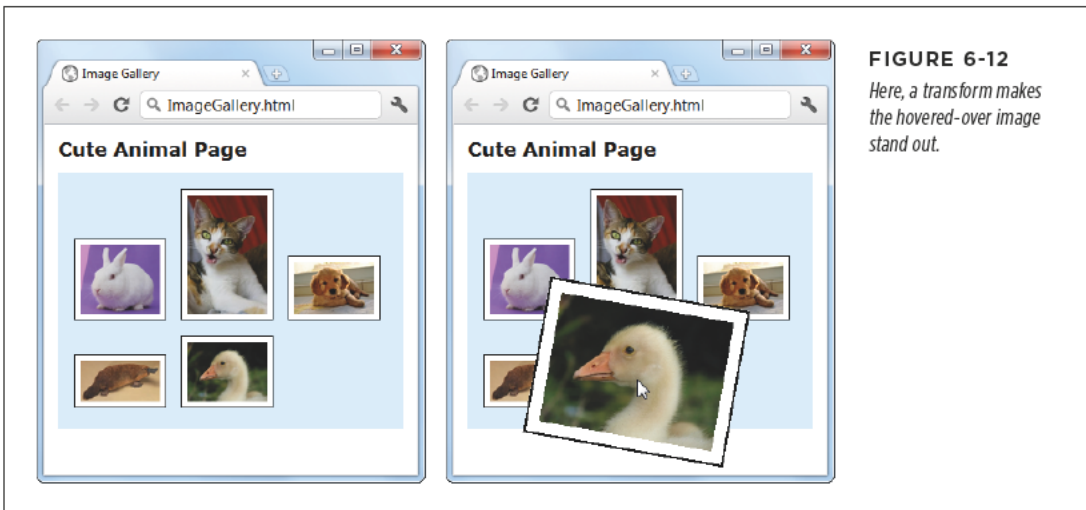 Image Gallery
ImageGallery.html
Cute Animal Page
Image Gallery
ImageGallery.html
Cute Animal Page
FIGURE 6-12
Here, a transform makes
the hovered-over image
stand out.